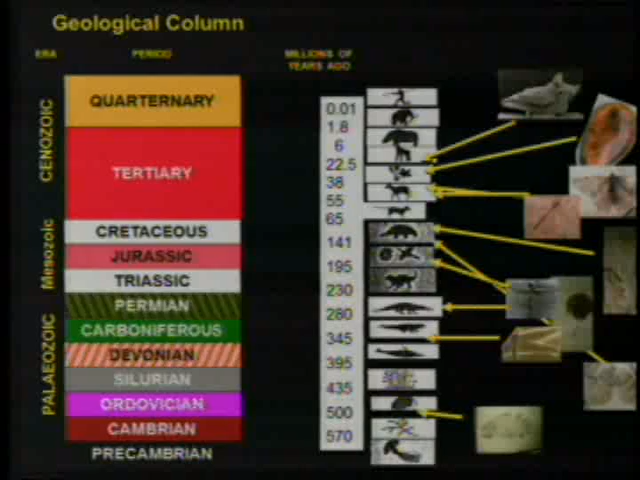 Geological Column
ERA PERIOD MILLIONS OF
YEARS AGO
CENOZOIC
QUARTERNARY
TERTIARY
Mesozoic
CRETACEOUS
JURASSIC
TRIASSIC
PALAEOZOIC
PERMIAN
CARBONIFEROUS
DEVONIAN
SILURIAN
ORDOVICIAN
CAMBRIAN
PRECAMBRIAN
0.01
1.8
6
22.5
38
55
65
141
195
230
280
345
395
435
500
570